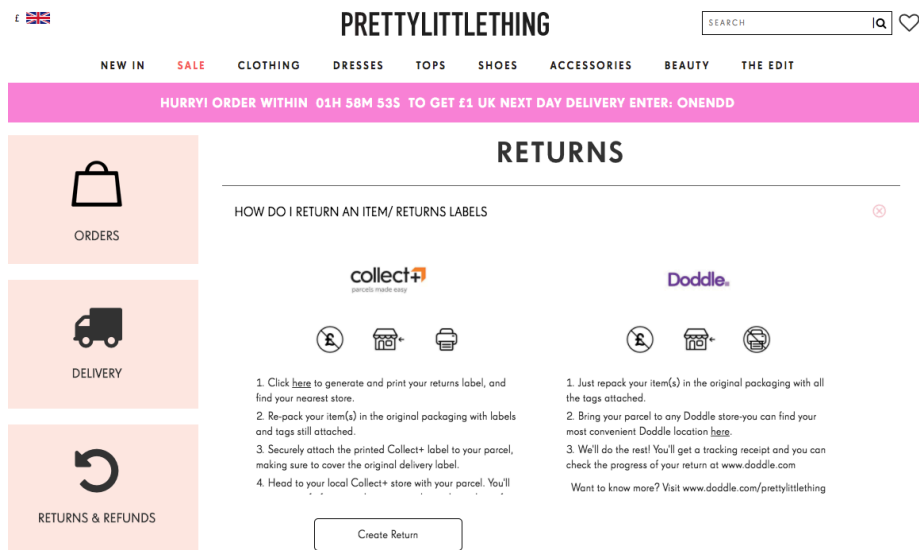 £
PRETTYLITTLETHING
SEARCH
NEW IN SALE CLOTHING DRESSES TOPS SHOES ACCESSORIES BEAUTY THE EDIT
HURRY! ORDER WITHIN 01H 58M 53S TO GET £1 UK NEXT DAY DELIVERY ENTER: ONENDD
ORDERS
DELIVERY
RETURNS & REFUNDS
RETURNS
HOW DO I RETURN AN ITEM/ RETURNS LABELS
collect+
parcels made easy
1. Click here to generate and print your returns label, and
find your nearest store.
2. Re-pack your item(s) in the original packaging with labels
and tags still attached.
3. Securely attach the printed Collect+ label to your parcel,
making sure to cover the original delivery label.
4. Head to your local Collect+ store with your parcel. You'll
Create Return
Doddle.
1. Just repack your item(s) in the original packaging with all
the tags attached.
2. Bring your parcel to any Doddle store-you can find your
most convenient Doddle location here.
3. We'll do the rest! You'll get a tracking receipt and you can
check the progress of your return at www.doddle.com
Want to know more? Visit www.doddle.com/prettylittlething